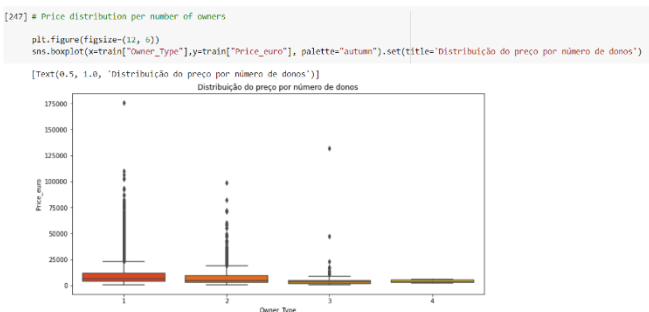 [247] # Price distribution per number of owners
plt.figure(figsize=(12, 6))
sns.boxplot(x=train["Owner_Type"],y=train["Price_euro"], palette="autumn").set(title='Distribuição do preço por número de donos')
[Text(0.5, 1.0, 'Distribuição do preço por número de donos')]
Distribuição do preço por número de donos
175000
150000
125000
100000
75000
50000
25000
0
Price_euro
1 2 3 4
Owner_Type